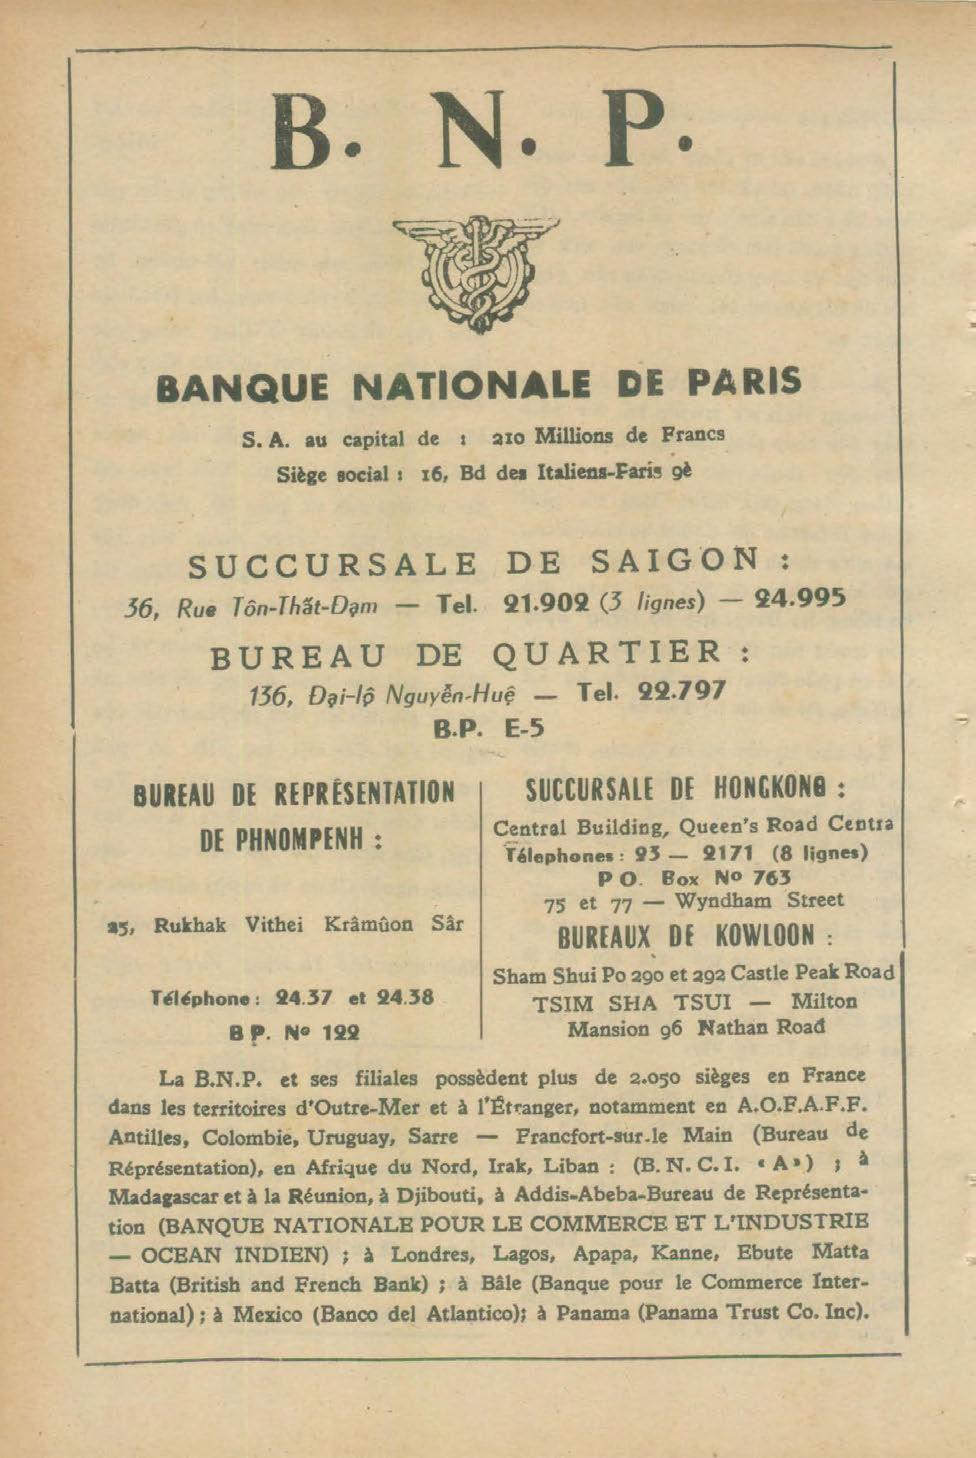 B. N. P.
BANQUE NATIONALE DE PARIS
S. A. au capital de : 210 Millions de Francs
Siège social : 16, Bd des Italiens-Paris 9è
SUCCURSALE DE SAIGON :
36, Rue Tôn-Thất-Đạm — Tel. 21.902 (3 lignes) — 24.995
BUREAU DE QUARTIER :
136, Đại-lộ Nguyễn-Huệ — Tel. 22.797
B.P. E-5
BUREAU DE REPRÉSENTATION
DE PHNOMPENH :
25, Rukhak Vithei Krâmûon Sâr
Téléphone : 24.37 et 24.38
B P. Nº 122
SUCCURSALE DE HONGKONG :
Central Building, Queen's Road Centra
Télephones : 23 — 2171 (8 lignes)
P O. Box Nº 763
75 et 77 — Wyndham Street
BUREAUX DE KOWLOON :
Sham Shui Po 290 et 292 Castle Peak Road
TSIM SHA TSUI — Milton
Mansion 96 Nathan Road
La B.N.P. et ses filiales possèdent plus de 2.050 sièges en France
dans les territoires d'Outre-Mer et à l'Étranger, notamment en A.O.F.A.F.F.
Antilles, Colombie, Uruguay, Sarre — Francfort-sur-le Main (Bureau de
Réprésentation), en Afrique du Nord, Irak, Liban : (B. N. C. I. « A ») ; à
Madagascar et à la Réunion, à Djibouti, à Addis-Abeba-Bureau de Représenta-
tion (BANQUE NATIONALE POUR LE COMMERCE ET L'INDUSTRIE
— OCEAN INDIEN) ; à Londres, Lagos, Apapa, Kanne, Ebute Matta
Batta (British and French Bank) ; à Bâle (Banque pour le Commerce Inter-
national) ; à Mexico (Banco del Atlantico); à Panama (Panama Trust Co. Inc).